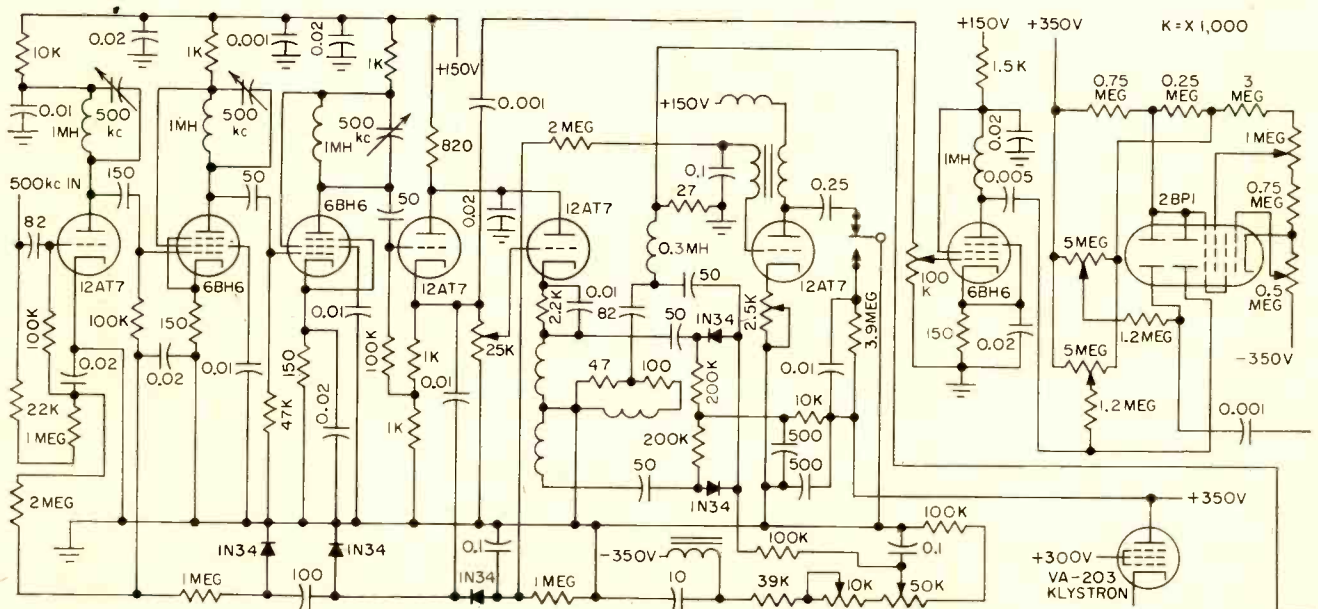 +150V
+350V
K=X 1,000
10K
0.02
1K
0.001
0.02
1K
+150V
1.5K
0.75 MEG
0.25 MEG
3 MEG
0.01
1MH
500 kc
1MH
500 kc
1MH
500 kc
820
0.001
2 MEG
+150V
0.02
1MH
0.005
1 MEG
0.75 MEG
500kc IN
150
50
6BH6
50
0.02
12AT7
0.1
27
0.25
2BP1
82
0.3MH
5MEG
12AT7
6BH6
12AT7
50
12AT7
100 K
6BH6
0.5 MEG
100K
100K
150
0.01
0.01
2.2K
0.01
82
50
1N34
2.5K
3.9MEG
150
0.02
1.2 MEG
-350V
0.02
0.02
0.01
150
100K
1K
25K
47
100
200K
0.01
5MEG
22K
47K
0.02
1K
0.01
10K
1.2MEG
0.001
1 MEG
200K
500
50
500
2 MEG
1N34
+350V
100K
1N34
1N34
0.1
-350V
100K
0.1
+300V
1 MEG
100
1N34
1 MEG
10
39K
10K
50K
VA-203
KLYSTRON